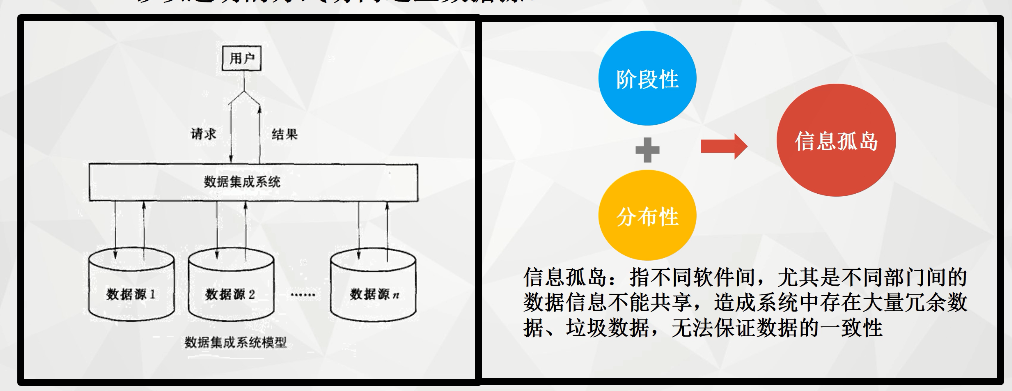 用户
请求
结果
数据集成系统
数据源1
数据源2
……
数据源n
数据集成系统模型
阶段性
+
分布性
信息孤岛
信息孤岛：指不同软件间，尤其是不同部门间的
数据信息不能共享，造成系统中存在大量冗余数
据、垃圾数据，无法保证数据的一致性